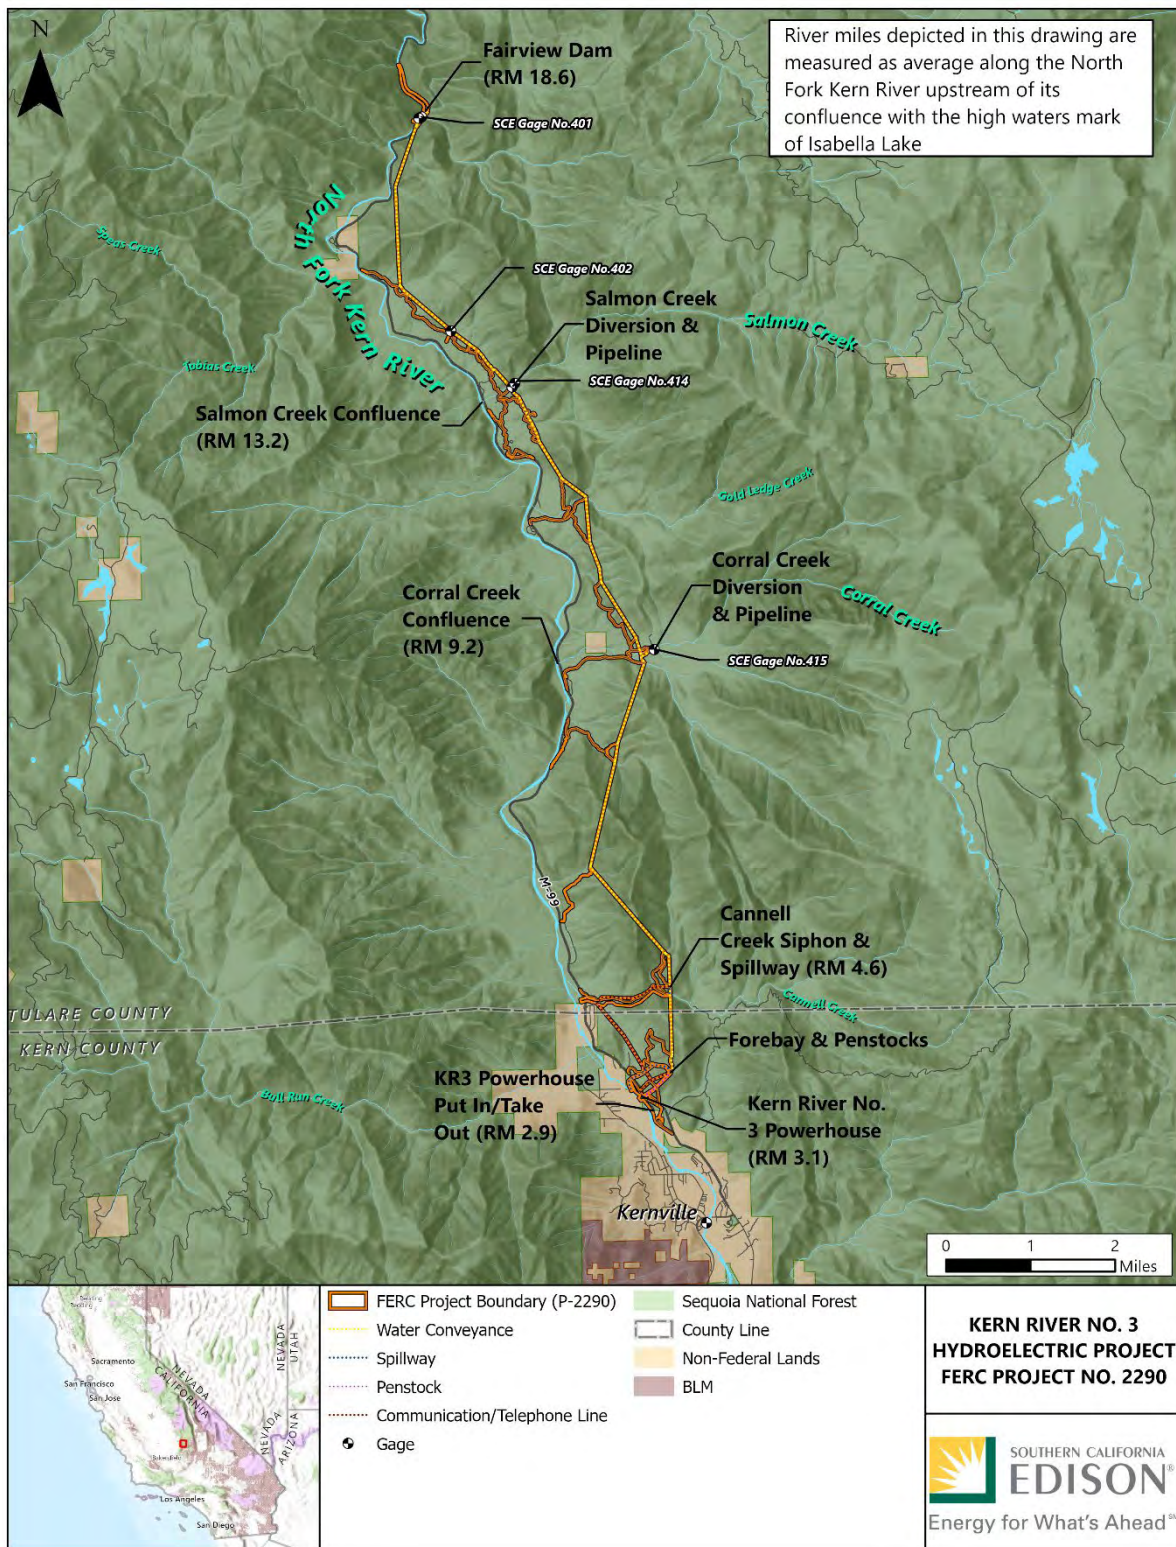 N
Fairview Dam
(RM 18.6)
River miles depicted in this drawing are
measured as average along the North
Fork Kern River upstream of its
confluence with the high waters mark
of Isabella Lake
SCE Gage No.401
North Fork Kern River
Speas Creek
SCE Gage No.402
Salmon Creek
Diversion &
Pipeline
Salmon Creek
Tobias Creek
SCE Gage No.414
Salmon Creek Confluence
(RM 13.2)
Gold Ledge Creek
Corral Creek
Diversion
& Pipeline
Corral Creek
Confluence
(RM 9.2)
Corral Creek
SCE Gage No.415
M-99
Cannell
Creek Siphon &
Spillway (RM 4.6)
Cannell Creek
TULARE COUNTY
KERN COUNTY
Forebay & Penstocks
KR3 Powerhouse
Put In/Take
Out (RM 2.9)
Bull Run Creek
Kern River No.
3 Powerhouse
(RM 3.1)
Kernville
0 1 2
Miles
Sacramento
San Francisco
San Jose
NEVADA
CALIFORNIA
NEVADA
UTAH
NEVADA
ARIZONA
Bakersfield
Los Angeles
San Diego
FERC Project Boundary (P-2290)
Water Conveyance
Spillway
Penstock
Communication/Telephone Line
Gage
Sequoia National Forest
County Line
Non-Federal Lands
BLM
KERN RIVER NO. 3
HYDROELECTRIC PROJECT
FERC PROJECT NO. 2290
SOUTHERN CALIFORNIA
EDISON®
Energy for What's Ahead℠